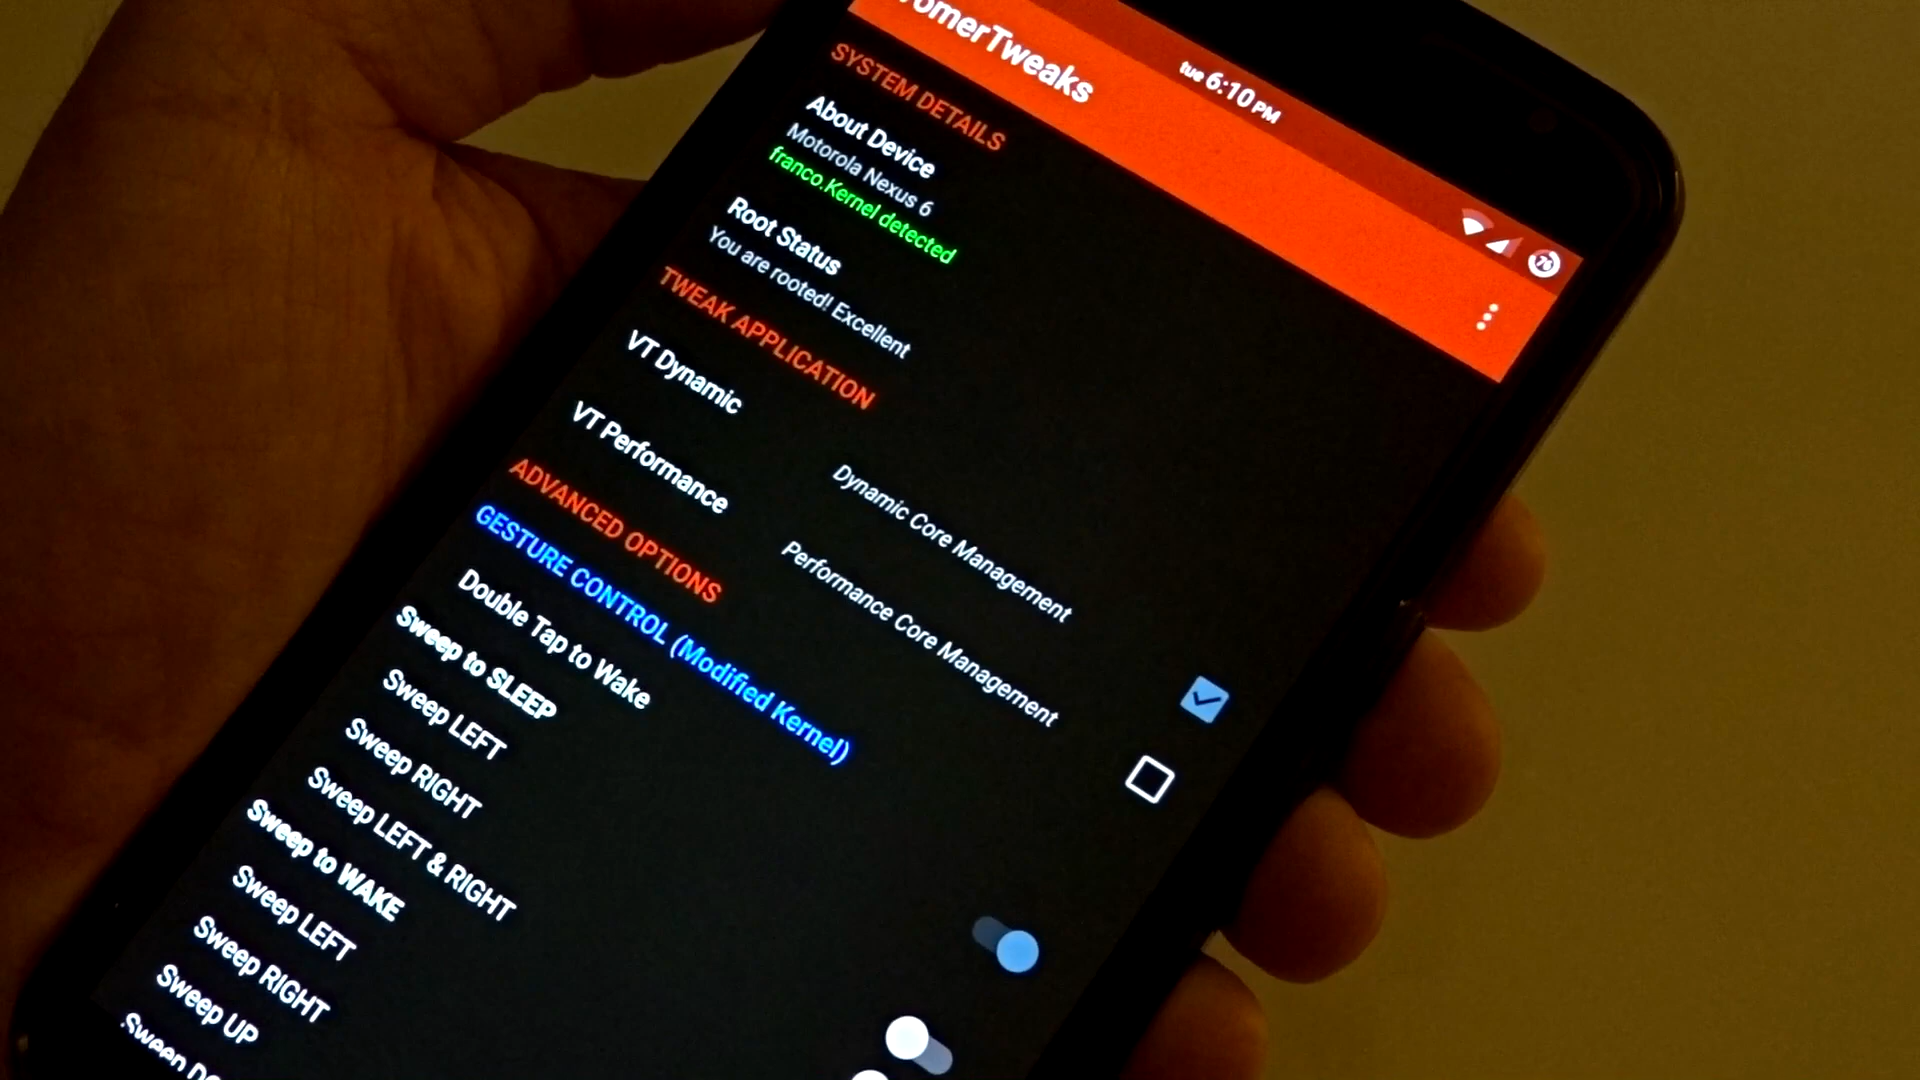 tue 6:10 PM
76
omerTweaks
SYSTEM DETAILS
About Device
Motorola Nexus 6
franco.Kernel detected
Root Status
You are rooted! Excellent
TWEAK APPLICATION
VT Dynamic
Dynamic Core Management
VT Performance
Performance Core Management
ADVANCED OPTIONS
GESTURE CONTROL (Modified Kernel)
Double Tap to Wake
Sweep to SLEEP
Sweep LEFT
Sweep RIGHT
Sweep LEFT & RIGHT
Sweep to WAKE
Sweep LEFT
Sweep RIGHT
Sweep UP
Sweep